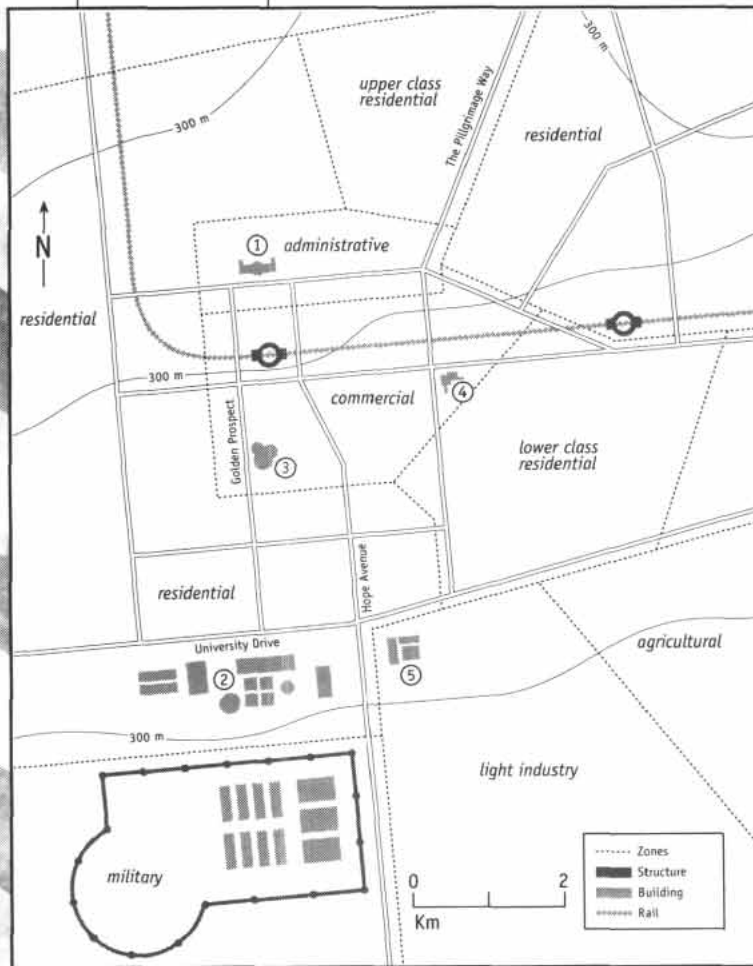 upper class
residential
The Pillgrimage Way
300 m
300 m
residential
N
①
administrative
residential
300 m
commercial
④
Golden Prospect
③
lower class
residential
residential
Hope Avenue
University Drive
②
⑤
agricultural
300 m
light industry
military
0
2
Km
Zones
Structure
Building
Rail